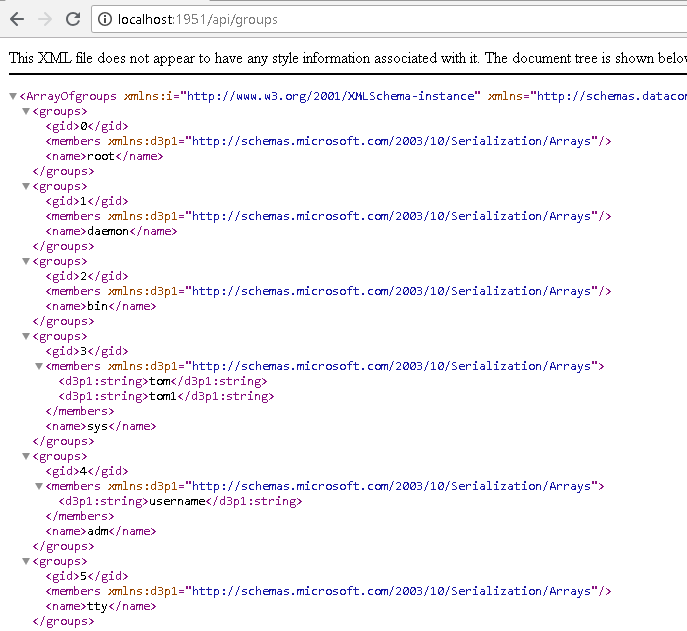 localhost:1951/api/groups
This XML file does not appear to have any style information associated with it. The document tree is shown below
<ArrayOfgroups xmlns:i="http://www.w3.org/2001/XMLSchema-instance" xmlns="http://schemas.datacon
<groups>
<gid>0</gid>
<members xmlns:d3p1="http://schemas.microsoft.com/2003/10/Serialization/Arrays"/>
<name>root</name>
</groups>
<groups>
<gid>1</gid>
<members xmlns:d3p1="http://schemas.microsoft.com/2003/10/Serialization/Arrays"/>
<name>daemon</name>
</groups>
<groups>
<gid>2</gid>
<members xmlns:d3p1="http://schemas.microsoft.com/2003/10/Serialization/Arrays"/>
<name>bin</name>
</groups>
<groups>
<gid>3</gid>
<members xmlns:d3p1="http://schemas.microsoft.com/2003/10/Serialization/Arrays">
<d3p1:string>tom</d3p1:string>
<d3p1:string>tom1</d3p1:string>
</members>
<name>sys</name>
</groups>
<groups>
<gid>4</gid>
<members xmlns:d3p1="http://schemas.microsoft.com/2003/10/Serialization/Arrays">
<d3p1:string>username</d3p1:string>
</members>
<name>adm</name>
</groups>
<groups>
<gid>5</gid>
<members xmlns:d3p1="http://schemas.microsoft.com/2003/10/Serialization/Arrays"/>
<name>tty</name>
</groups>